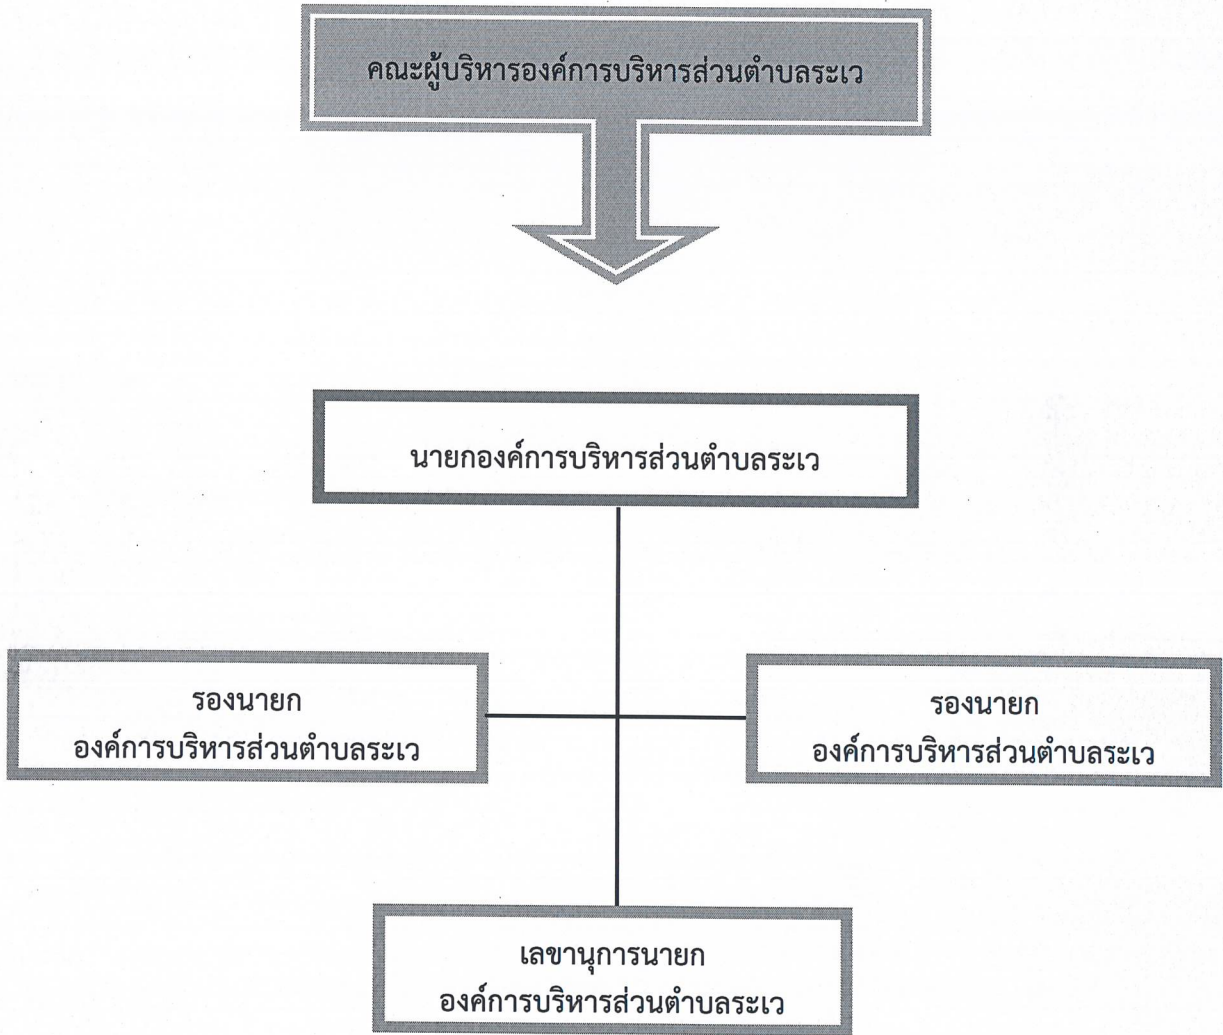 คณะผู้บริหารองค์การบริหารส่วนตำบลระเว
นายกองค์การบริหารส่วนตำบลระเว
รองนายก
องค์การบริหารส่วนตำบลระเว
รองนายก
องค์การบริหารส่วนตำบลระเว
เลขานุการนายก
องค์การบริหารส่วนตำบลระเว